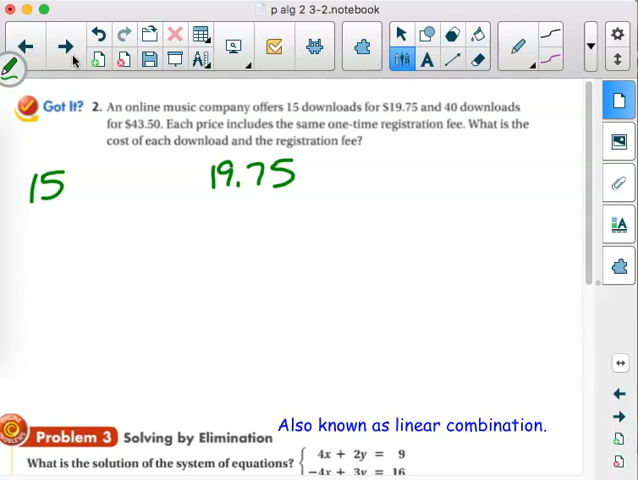 p alg 2 3-2.notebook
Got It? 2. An online music company offers 15 downloads for $19.75 and 40 downloads
for $43.50. Each price includes the same one-time registration fee. What is the
cost of each download and the registration fee?
15 19.75
Also known as linear combination.
Problem 3 Solving by Elimination
What is the solution of the system of equations? 4x + 2y = 9
-4x + 3y = 16